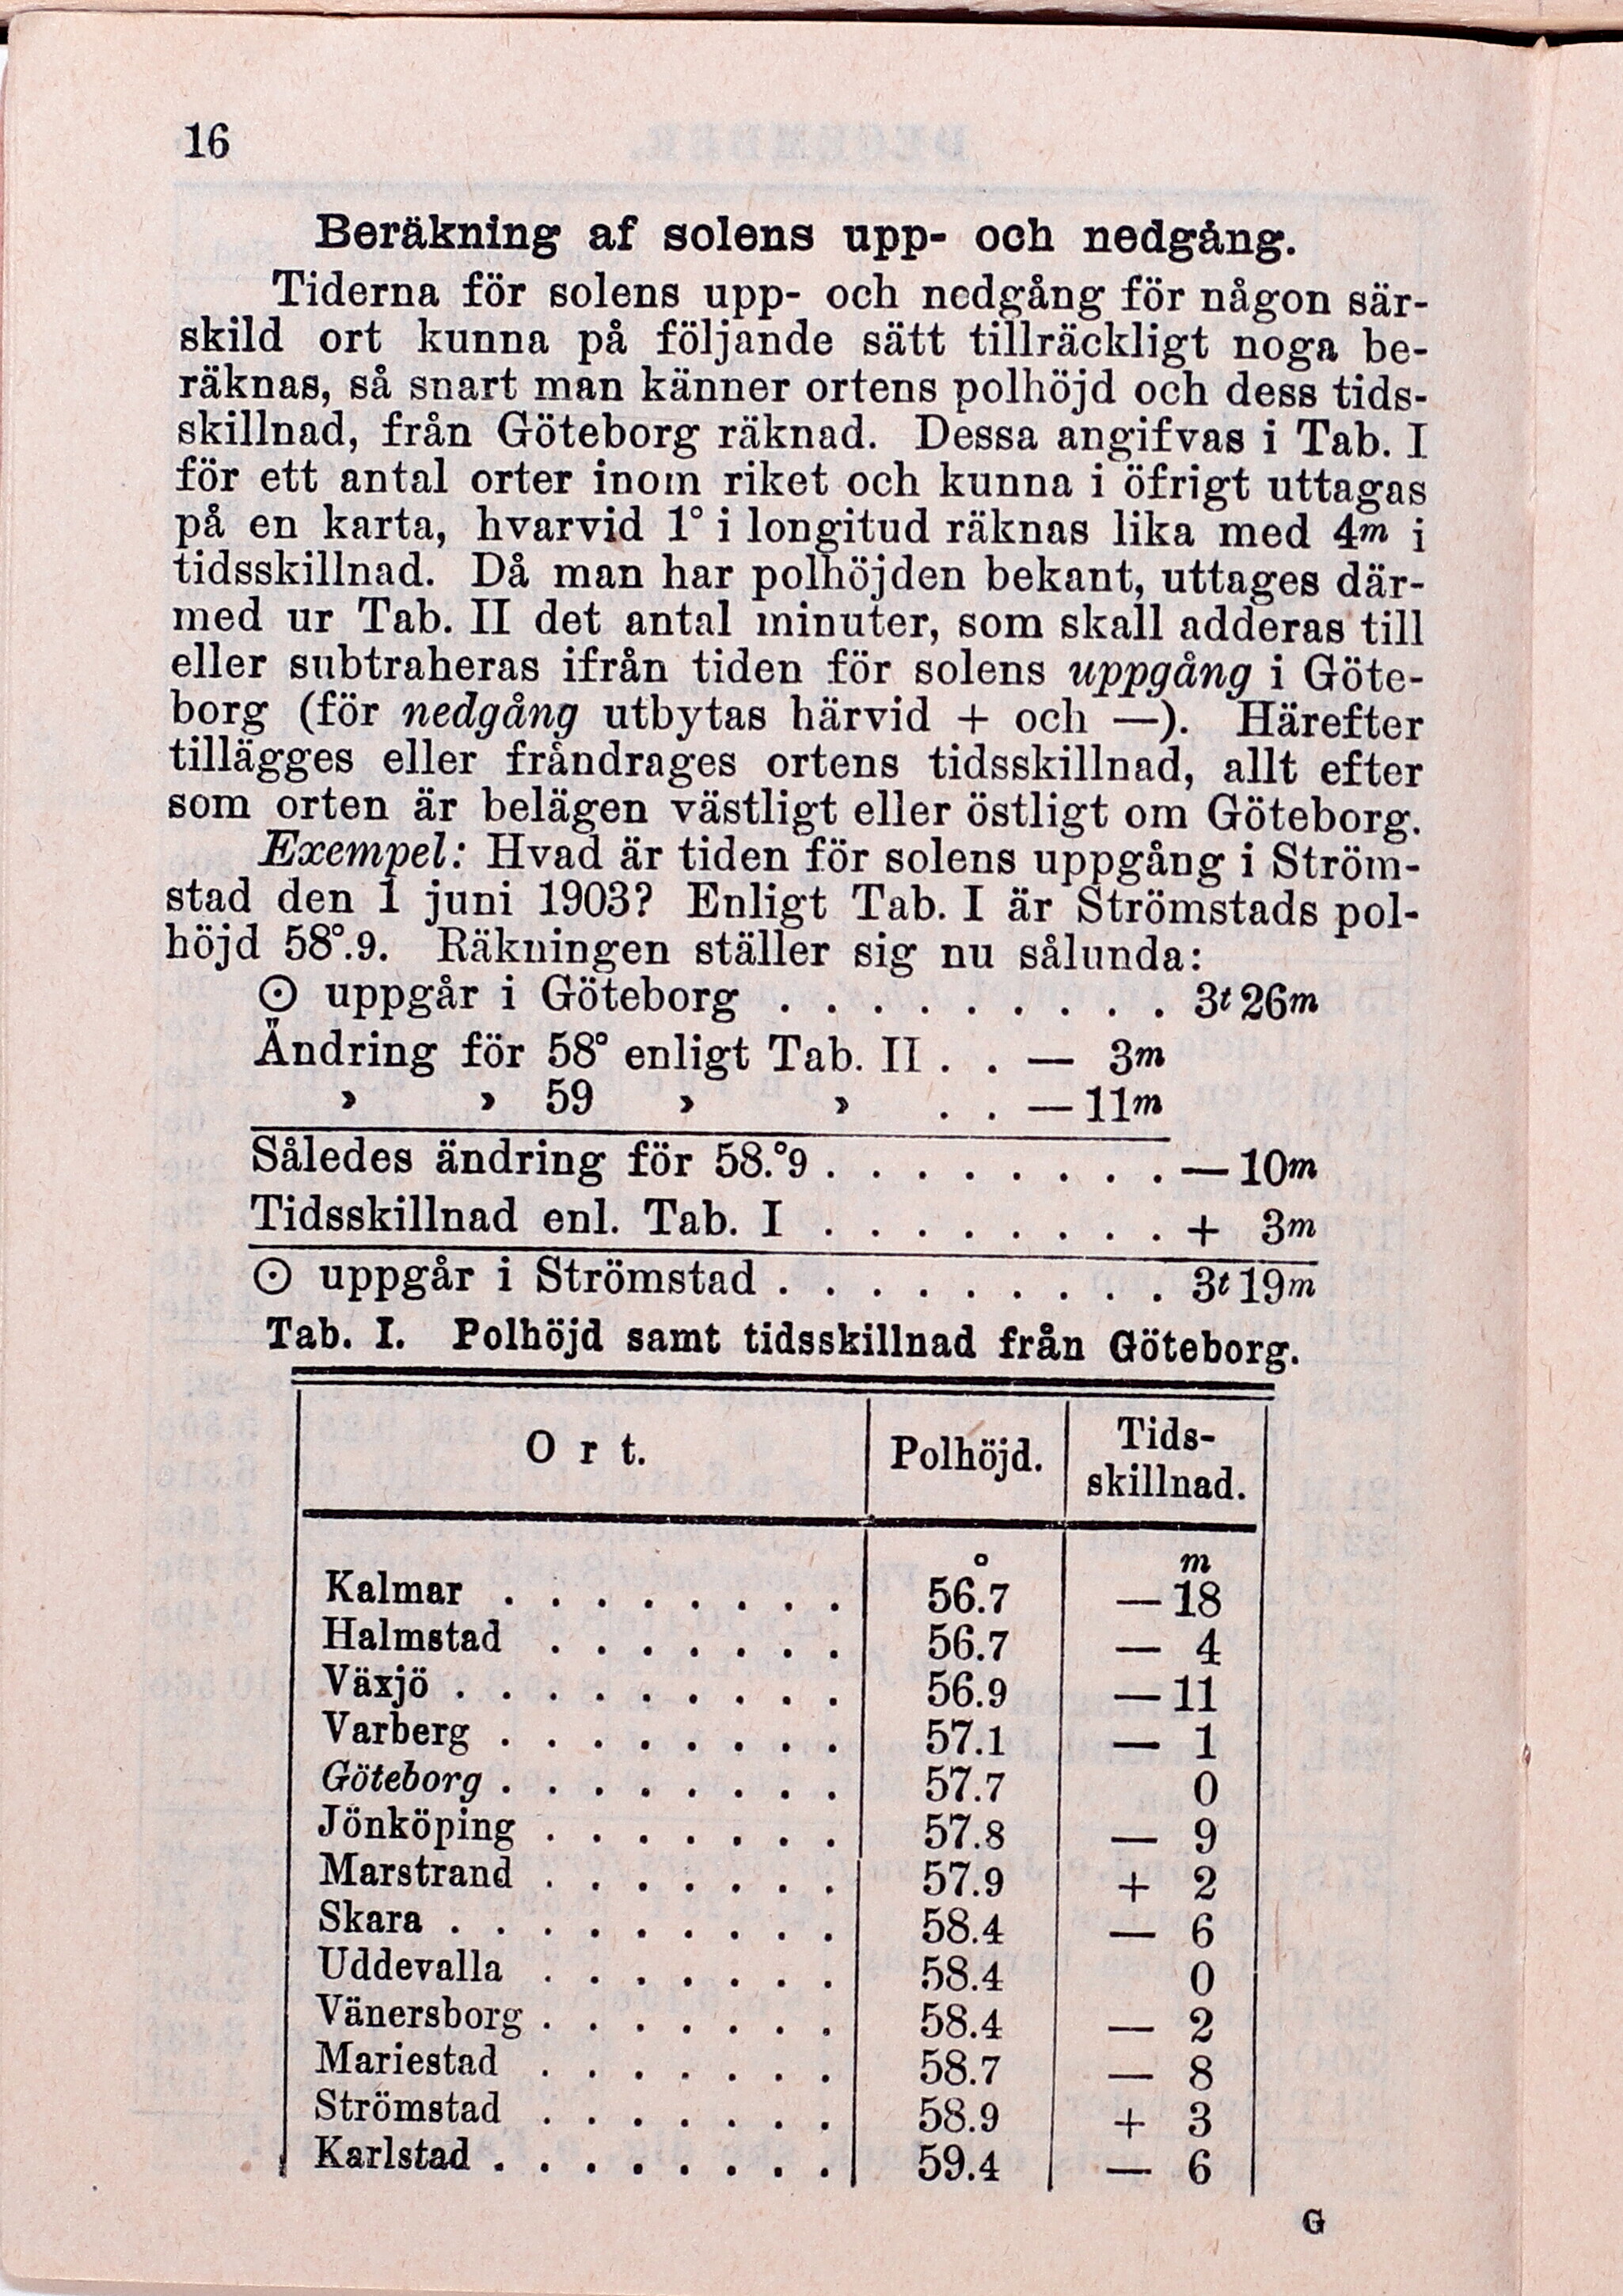 16
Beräkning af solens upp- och nedgång.
Tiderna för solens upp- och nedgång för någon sär-
skild ort kunna på följande sätt tillräckligt noga be-
räknas, så snart man känner ortens polhöjd och dess tids-
skillnad, från Göteborg räknad. Dessa angifvas i Tab. I
för ett antal orter inom riket och kunna i öfrigt uttagas
på en karta, hvarvid 1° i longitud räknas lika med 4m i
tidsskillnad. Då man har polhöjden bekant, uttages där-
med ur Tab. II det antal minuter, som skall adderas till
eller subtraheras ifrån tiden för solens uppgång i Göte-
borg (för nedgång utbytas härvid + och —). Härefter
tillägges eller fråndrages ortens tidsskillnad, allt efter
som orten är belägen västligt eller östligt om Göteborg.
Exempel: Hvad är tiden för solens uppgång i Ström-
stad den 1 juni 1903? Enligt Tab. I är Strömstads pol-
höjd 58°.9. Räkningen ställer sig nu sålunda:
☉ uppgår i Göteborg . . . . . . . . . 3t 26m
Ändring för 58° enligt Tab. II . . — 3m
» » 59 » » . . — 11m
Således ändring för 58.°9 . . . . . . . . — 10m
Tidsskillnad enl. Tab. I . . . . . . . . + 3m
☉ uppgår i Strömstad . . . . . . . . . 3t 19m
Tab. I. Polhöjd samt tidsskillnad från Göteborg.
Ort. Polhöjd. Tids-
skillnad.
° m
Kalmar . . . . . . . . 56.7 — 18
Halmstad . . . . . . . 56.7 — 4
Växjö . . . . . . . . . 56.9 — 11
Varberg . . . . . . . . 57.1 — 1
Göteborg . . . . . . . . 57.7 0
Jönköping . . . . . . . 57.8 — 9
Marstrand . . . . . . . 57.9 + 2
Skara . . . . . . . . . 58.4 — 6
Uddevalla . . . . . . . 58.4 0
Vänersborg . . . . . . . 58.4 — 2
Mariestad . . . . . . . 58.7 — 8
Strömstad . . . . . . . 58.9 + 3
Karlstad . . . . . . . . 59.4 — 6
G